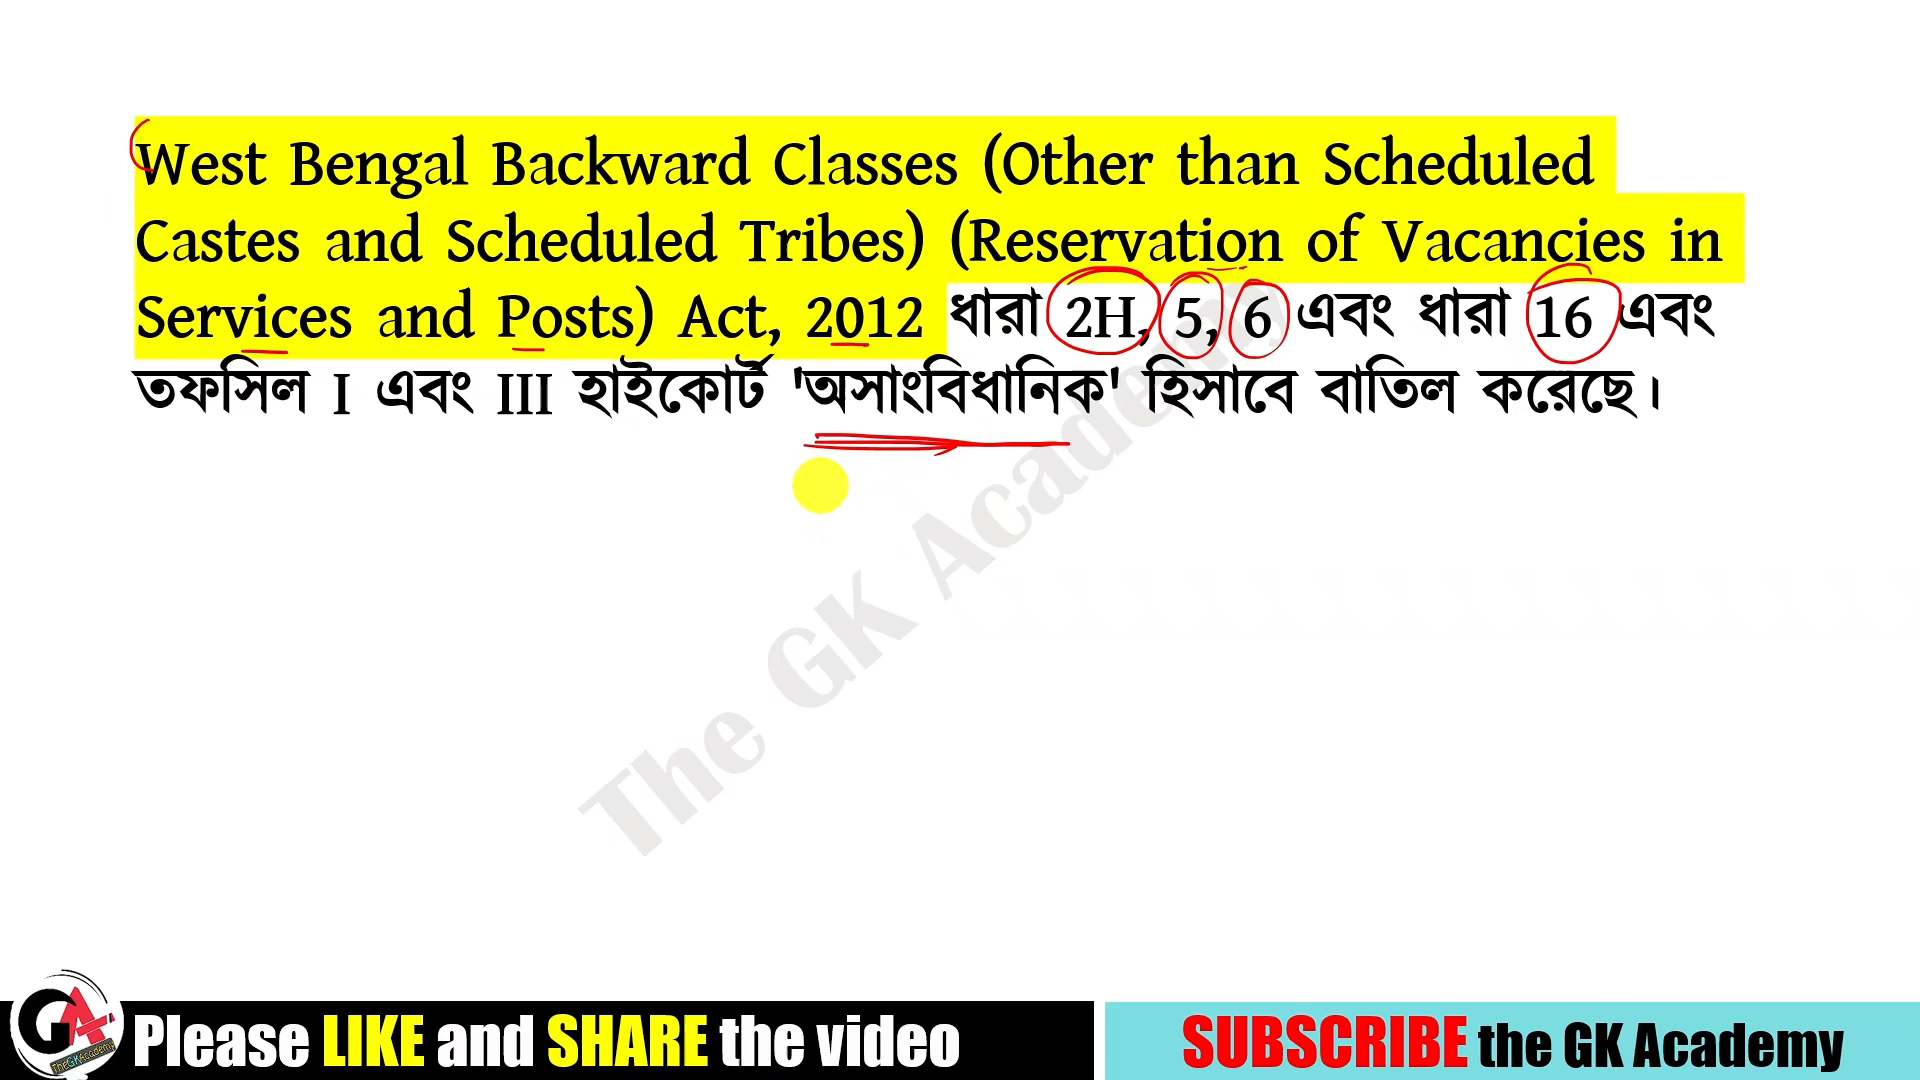 West Bengal Backward Classes (Other than Scheduled
Castes and Scheduled Tribes) (Reservation of Vacancies in
Services and Posts) Act, 2012 ধারা 2H, 5, 6 এবং ধারা 16 এবং
তফসিল I এবং III হাইকোর্ট 'অসাংবিধানিক' হিসাবে বাতিল করেছে।
The GK Academy
GA
TheGKAcademy
Please LIKE and SHARE the video
SUBSCRIBE the GK Academy